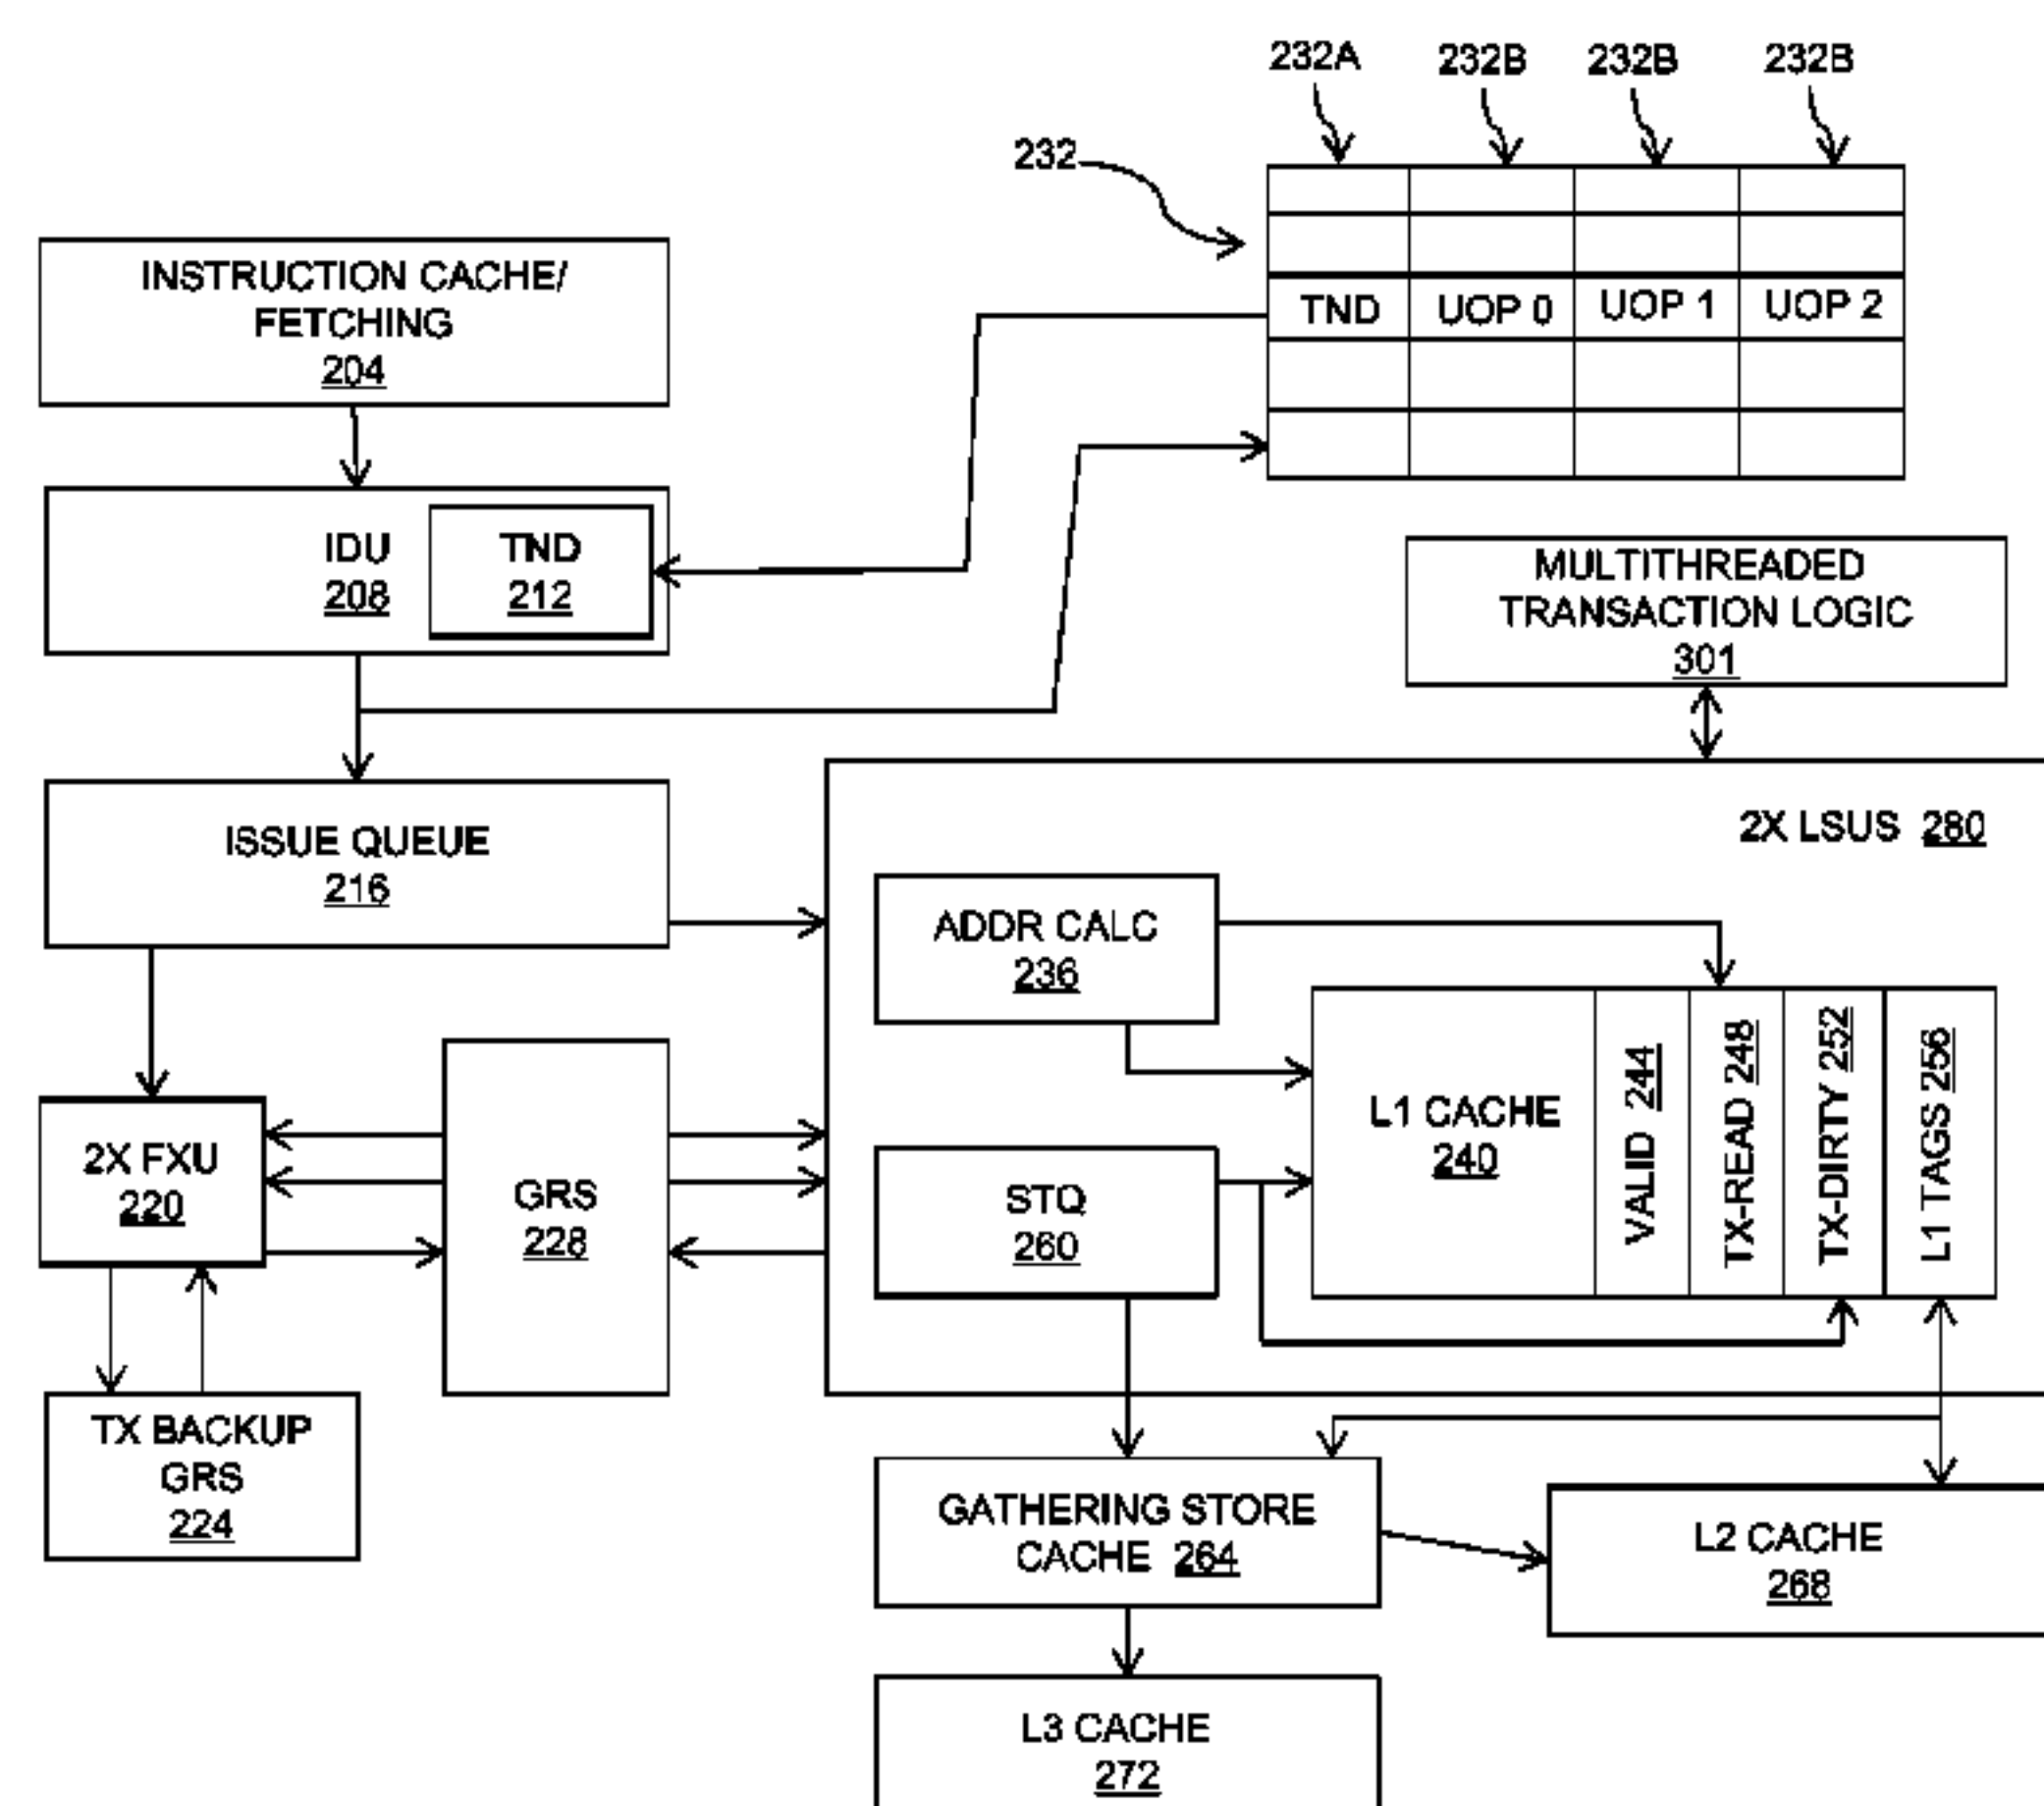 232A 232B 232B 232B
232
INSTRUCTION CACHE/
FETCHING
204
TND UOP 0 UOP 1 UOP 2
IDU
208
TND
212
MULTITHREADED
TRANSACTION LOGIC
301
ISSUE QUEUE
216
2X LSUS 280
ADDR CALC
236
L1 CACHE
240
VALID 244
TX-READ 248
TX-DIRTY 252
L1 TAGS 256
2X FXU
220
GRS
228
STQ
260
TX BACKUP
GRS
224
GATHERING STORE
CACHE 264
L2 CACHE
268
L3 CACHE
272